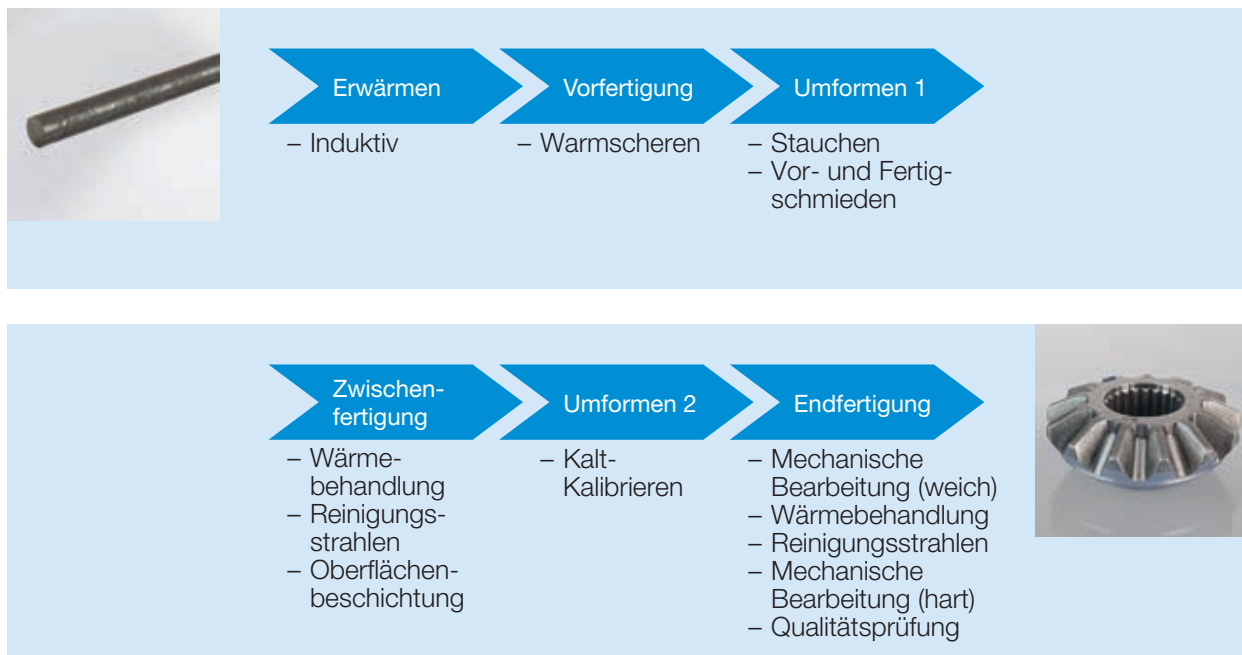 Erwärmen
– Induktiv
Vorfertigung
– Warmscheren
Umformen 1
– Stauchen
– Vor- und Fertig-
schmieden
Zwischen-
fertigung
– Wärme-
behandlung
– Reinigungs-
strahlen
– Oberflächen-
beschichtung
Umformen 2
– Kalt-
Kalibrieren
Endfertigung
– Mechanische
Bearbeitung (weich)
– Wärmebehandlung
– Reinigungsstrahlen
– Mechanische
Bearbeitung (hart)
– Qualitätsprüfung